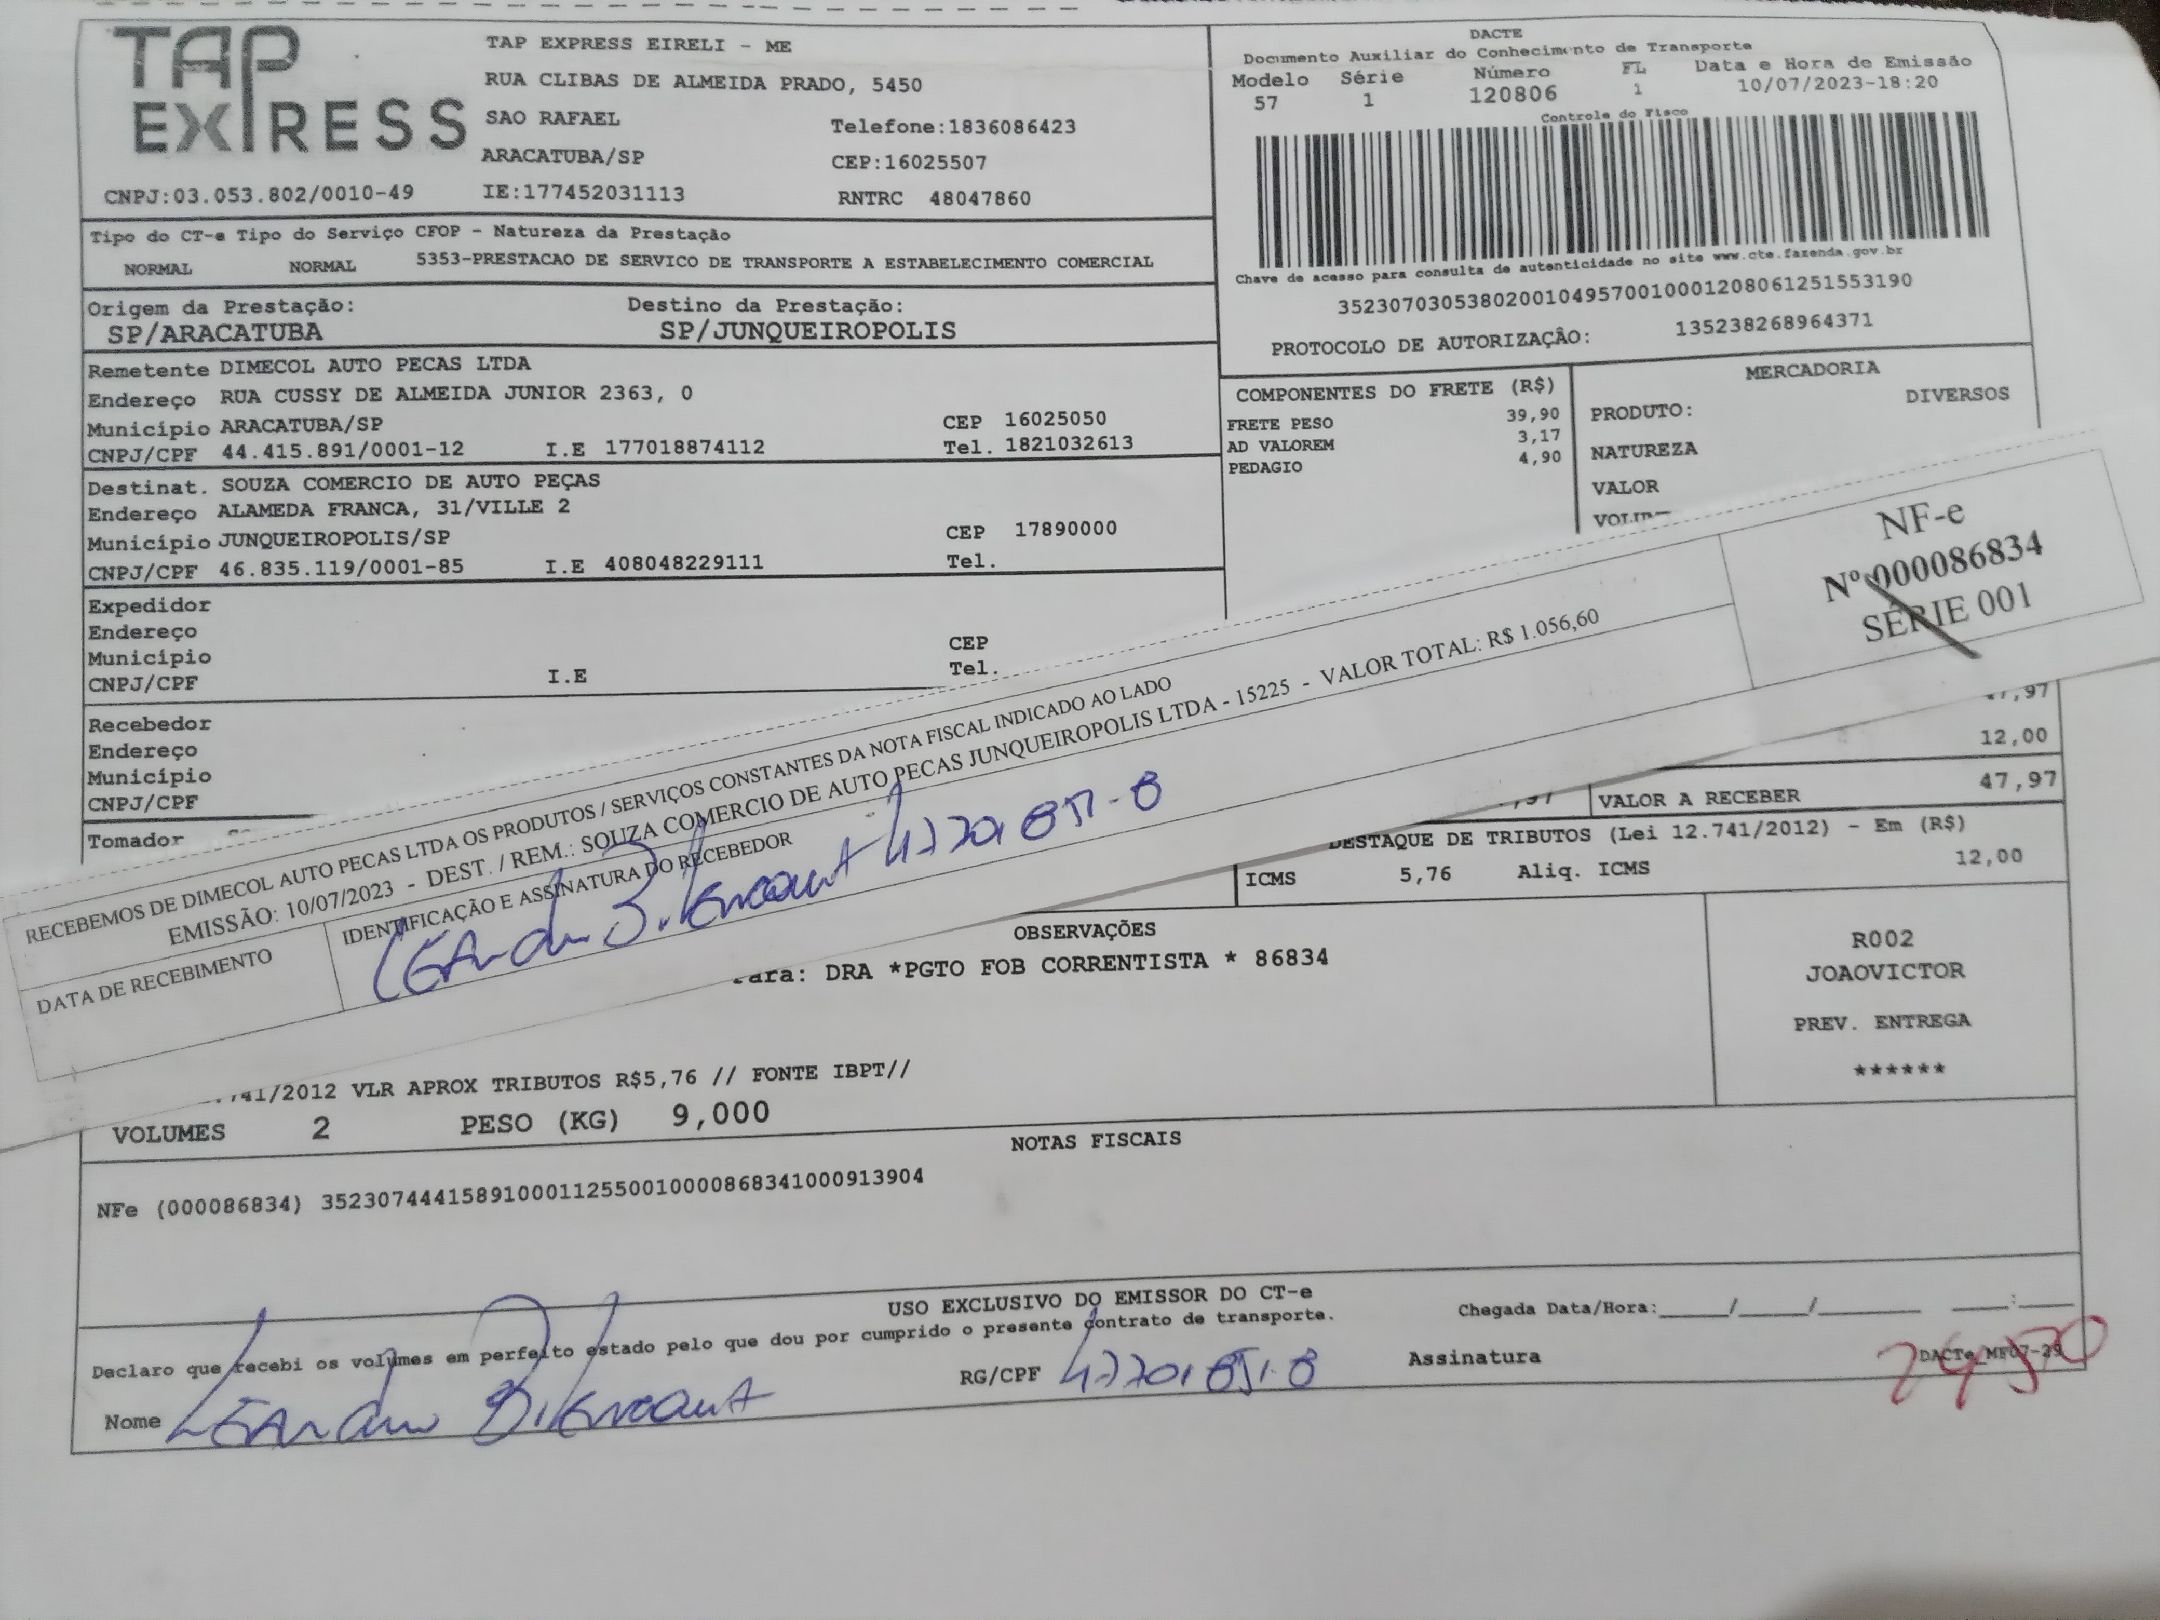 TAP EXPRESS
TAP EXPRESS EIRELI - ME
RUA CLIBAS DE ALMEIDA PRADO, 5450
SAO RAFAEL Telefone:1836086423
ARACATUBA/SP CEP:16025507
CNPJ:03.053.802/0010-49 IE:177452031113 RNTRC 48047860
DACTE
Documento Auxiliar do Conhecimento de Transporte
Modelo Série Número FL Data e Hora de Emissão
57 1 120806 1 10/07/2023-18:20
Controle do Fisco
Chave de acesso para consulta de autenticidade no site www.cte.fazenda.gov.br
35230703053802001049570010001208061251553190
PROTOCOLO DE AUTORIZAÇÂO: 135238268964371
Tipo do CT-e Tipo do Serviço CFOP - Natureza da Prestação
NORMAL NORMAL 5353-PRESTACAO DE SERVICO DE TRANSPORTE A ESTABELECIMENTO COMERCIAL
Origem da Prestação: Destino da Prestação:
SP/ARACATUBA SP/JUNQUEIROPOLIS
Remetente DIMECOL AUTO PECAS LTDA
Endereço RUA CUSSY DE ALMEIDA JUNIOR 2363, 0
Município ARACATUBA/SP CEP 16025050
CNPJ/CPF 44.415.891/0001-12 I.E 177018874112 Tel. 1821032613
Destinat. SOUZA COMERCIO DE AUTO PEÇAS
Endereço ALAMEDA FRANCA, 31/VILLE 2
Município JUNQUEIROPOLIS/SP CEP 17890000
CNPJ/CPF 46.835.119/0001-85 I.E 408048229111 Tel.
Expedidor
Endereço
Município CEP
CNPJ/CPF I.E Tel.
Recebedor
Endereço
Município
CNPJ/CPF
Tomador
COMPONENTES DO FRETE (R$)
FRETE PESO 39,90
AD VALOREM 3,17
PEDAGIO 4,90
MERCADORIA
PRODUTO: DIVERSOS
NATUREZA
VALOR
NF-e
Nº 000086834
SÉRIE 001
RECEBEMOS DE DIMECOL AUTO PECAS LTDA OS PRODUTOS / SERVIÇOS CONSTANTES DA NOTA FISCAL INDICADO AO LADO
EMISSÃO: 10/07/2023 - DEST. / REM.: SOUZA COMERCIO DE AUTO PECAS JUNQUEIROPOLIS LTDA - 15225 - VALOR TOTAL: R$ 1.056,60
DATA DE RECEBIMENTO IDENTIFICAÇÃO E ASSINATURA DO RECEBEDOR
12,00
VALOR A RECEBER 47,97
DESTAQUE DE TRIBUTOS (Lei 12.741/2012) - Em (R$)
ICMS 5,76 Aliq. ICMS 12,00
OBSERVAÇÕES
DRA *PGTO FOB CORRENTISTA * 86834
R002
JOAOVICTOR
PREV. ENTREGA
******
741/2012 VLR APROX TRIBUTOS R$5,76 // FONTE IBPT//
VOLUMES 2 PESO (KG) 9,000
NOTAS FISCAIS
NFe (000086834) 35230744415891000112550010000868341000913904
USO EXCLUSIVO DO EMISSOR DO CT-e
Declaro que recebi os volumes em perfeito estado pelo que dou por cumprido o presente contrato de transporte.
Chegada Data/Hora:_____/_____/________ ____:____
Nome RG/CPF Assinatura